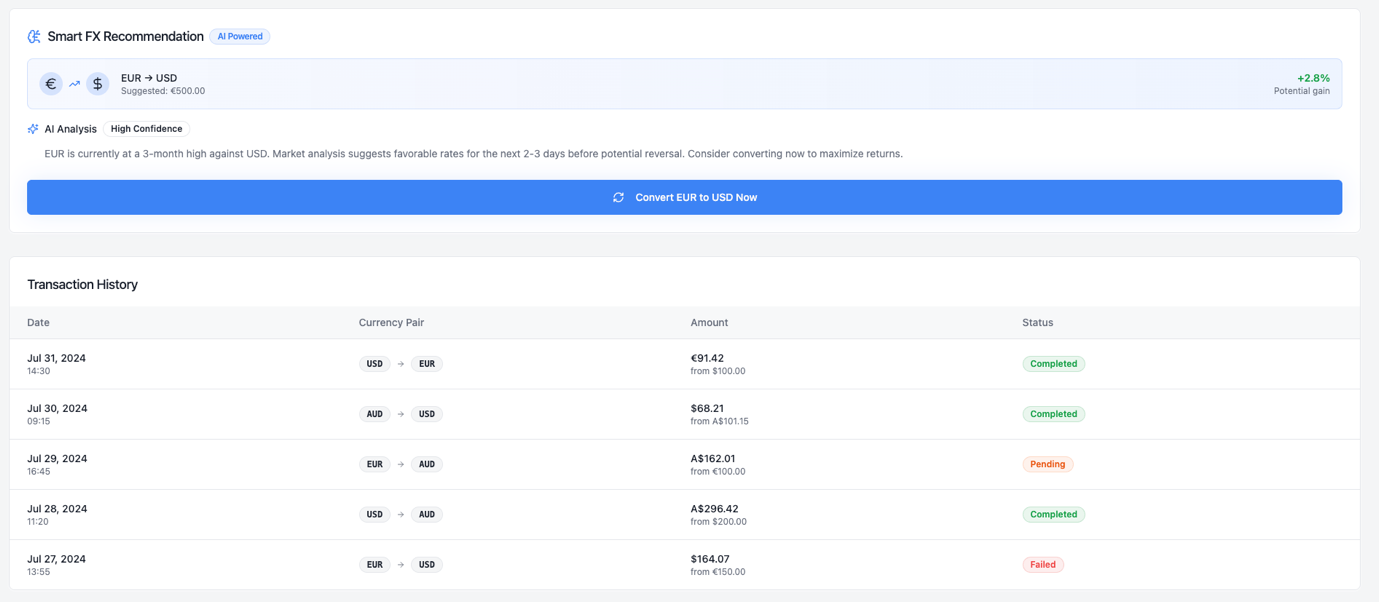 Smart FX Recommendation AI Powered
€ $ EUR → USD +2.8%
Suggested: €500.00 Potential gain
AI Analysis High Confidence
EUR is currently at a 3-month high against USD. Market analysis suggests favorable rates for the next 2-3 days before potential reversal. Consider converting now to maximize returns.
Convert EUR to USD Now
Transaction History
Date Currency Pair Amount Status
Jul 31, 2024 USD → EUR €91.42 Completed
14:30 from $100.00
Jul 30, 2024 AUD → USD $68.21 Completed
09:15 from A$101.15
Jul 29, 2024 EUR → AUD A$162.01 Pending
16:45 from €100.00
Jul 28, 2024 USD → AUD A$296.42 Completed
11:20 from $200.00
Jul 27, 2024 EUR → USD $164.07 Failed
13:55 from €150.00